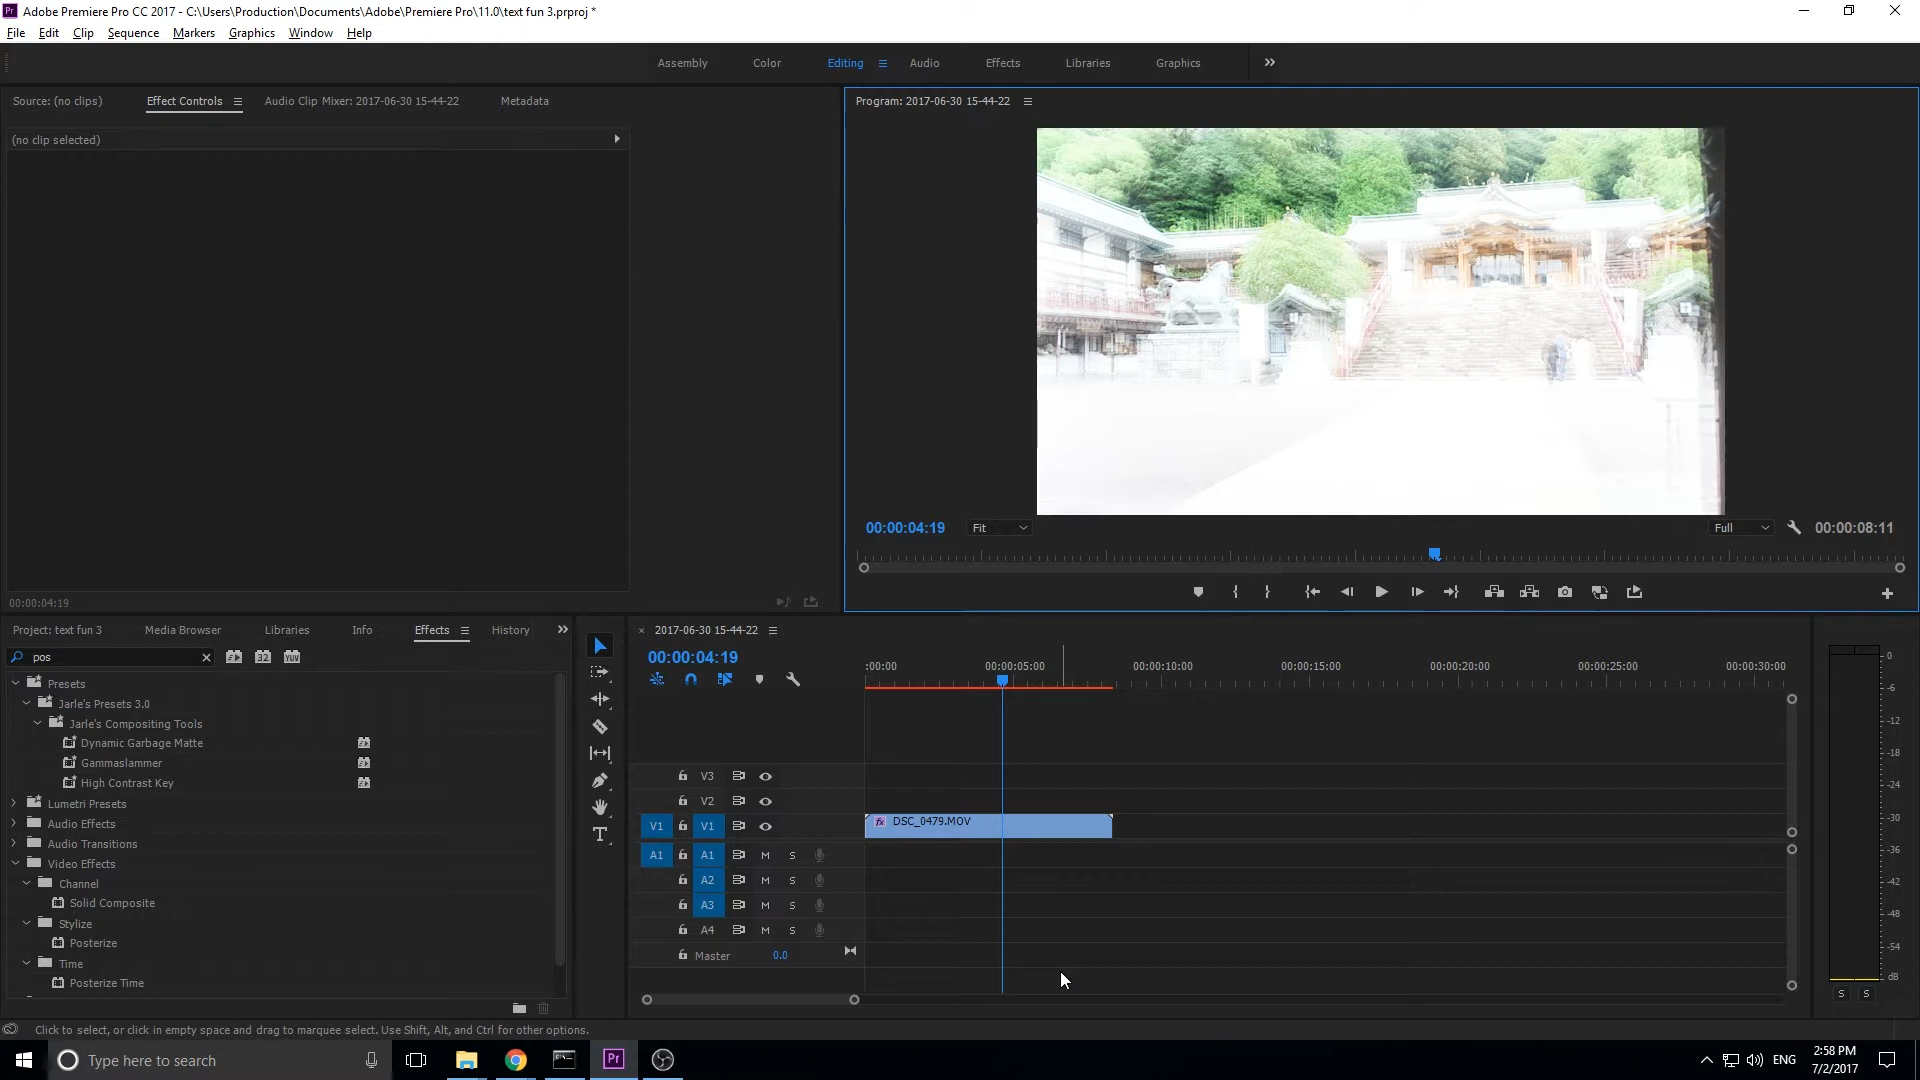 Pr Adobe Premiere Pro CC 2017 - C:\Users\Production\Documents\Adobe\Premiere Pro\11.0\text fun 3.prproj *
File Edit Clip Sequence Markers Graphics Window Help
Assembly Color Editing Audio Effects Libraries Graphics
Source: (no clips) Effect Controls Audio Clip Mixer: 2017-06-30 15-44-22 Metadata
Program: 2017-06-30 15-44-22
(no clip selected)
00:00:04:19 Fit Full 00:00:08:11
00:00:04:19
Project: text fun 3 Media Browser Libraries Info Effects History
2017-06-30 15-44-22
pos 32 YUV
00:00:04:19
:00:00 00:00:05:00 00:00:10:00 00:00:15:00 00:00:20:00 00:00:25:00 00:00:30:00
Presets
Jarle's Presets 3.0
Jarle's Compositing Tools
Dynamic Garbage Matte
Gammaslammer
High Contrast Key
Lumetri Presets
Audio Effects
Audio Transitions
Video Effects
Channel
Solid Composite
Stylize
Posterize
Time
Posterize Time
V3
V2
V1 V1 fx DSC_0479.MOV
A1 A1 M S
A2 M S
A3 M S
A4 M S
Master 0.0
0
-6
-12
-18
-24
-30
-36
-42
-48
-54
dB
S S
Click to select, or click in empty space and drag to marquee select. Use Shift, Alt, and Ctrl for other options.
Type here to search
Pr
ENG
2:58 PM
7/2/2017